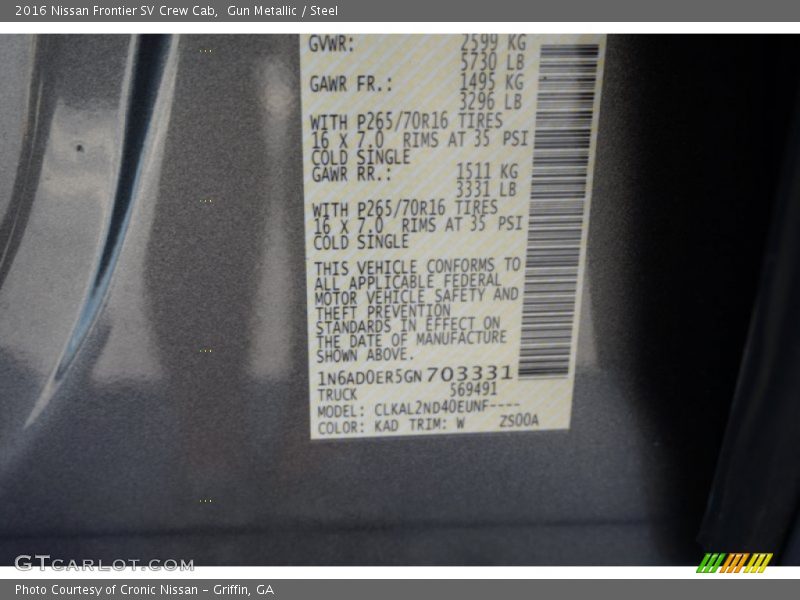 2016 Nissan Frontier SV Crew Cab,  Gun Metallic / Steel
GVWR: 2599 KG
5730 LB
GAWR FR.: 1495 KG
3296 LB
WITH P265/70R16 TIRES
16 X 7.0 RIMS AT 35 PSI
COLD SINGLE
GAWR RR.: 1511 KG
3331 LB
WITH P265/70R16 TIRES
16 X 7.0 RIMS AT 35 PSI
COLD SINGLE
THIS VEHICLE CONFORMS TO
ALL APPLICABLE FEDERAL
MOTOR VEHICLE SAFETY AND
THEFT PREVENTION
STANDARDS IN EFFECT ON
THE DATE OF MANUFACTURE
SHOWN ABOVE.
1N6AD0ER5GN703331
TRUCK 569491
MODEL: CLKAL2ND40EUNF----
COLOR: KAD TRIM: W ZS00A
GTCARLOT.COM
Photo Courtesy of Cronic Nissan – Griffin, GA